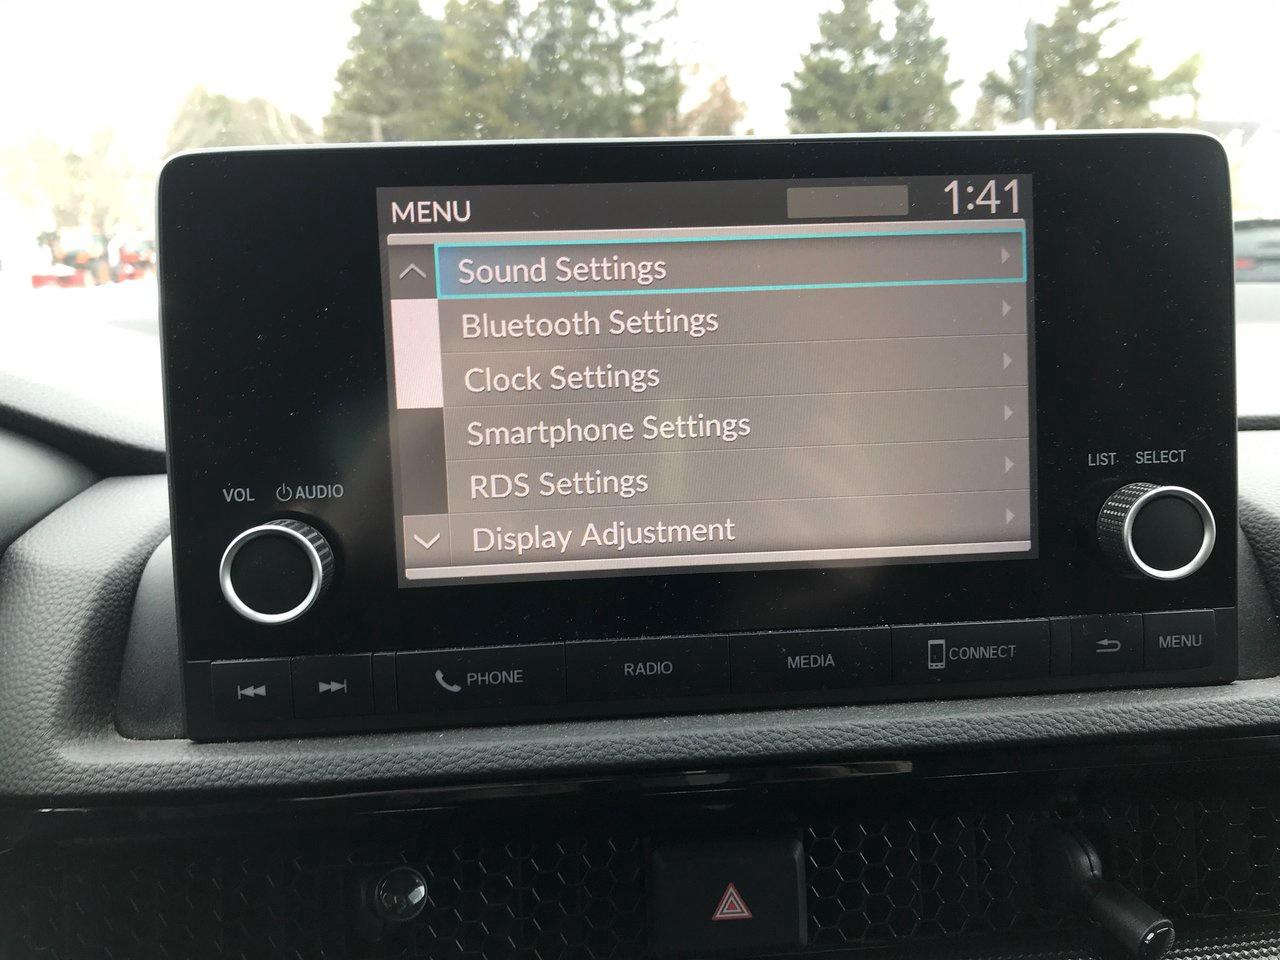 MENU 1:41
Sound Settings
Bluetooth Settings
Clock Settings
Smartphone Settings
RDS Settings
Display Adjustment
VOL AUDIO
LIST SELECT
PHONE
RADIO
MEDIA
CONNECT
MENU